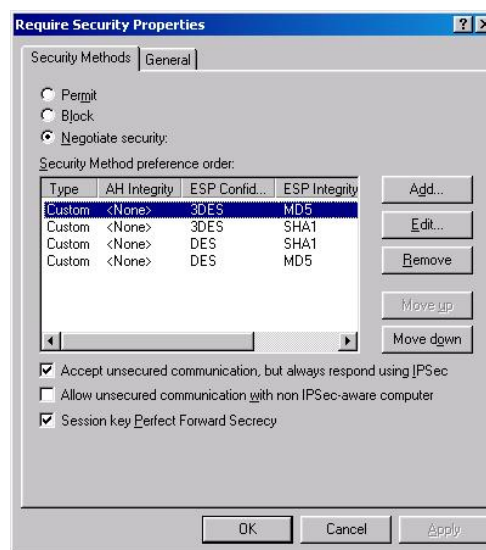 Require Security Properties
Security Methods General
Permit
Block
Negotiate security:
Security Method preference order:
Type AH Integrity ESP Confid... ESP Integrity
Custom <None> 3DES MD5
Custom <None> 3DES SHA1
Custom <None> DES SHA1
Custom <None> DES MD5
Add...
Edit...
Remove
Move up
Move down
Accept unsecured communication, but always respond using IPSec
Allow unsecured communication with non IPSec-aware computer
Session key Perfect Forward Secrecy
OK Cancel Apply